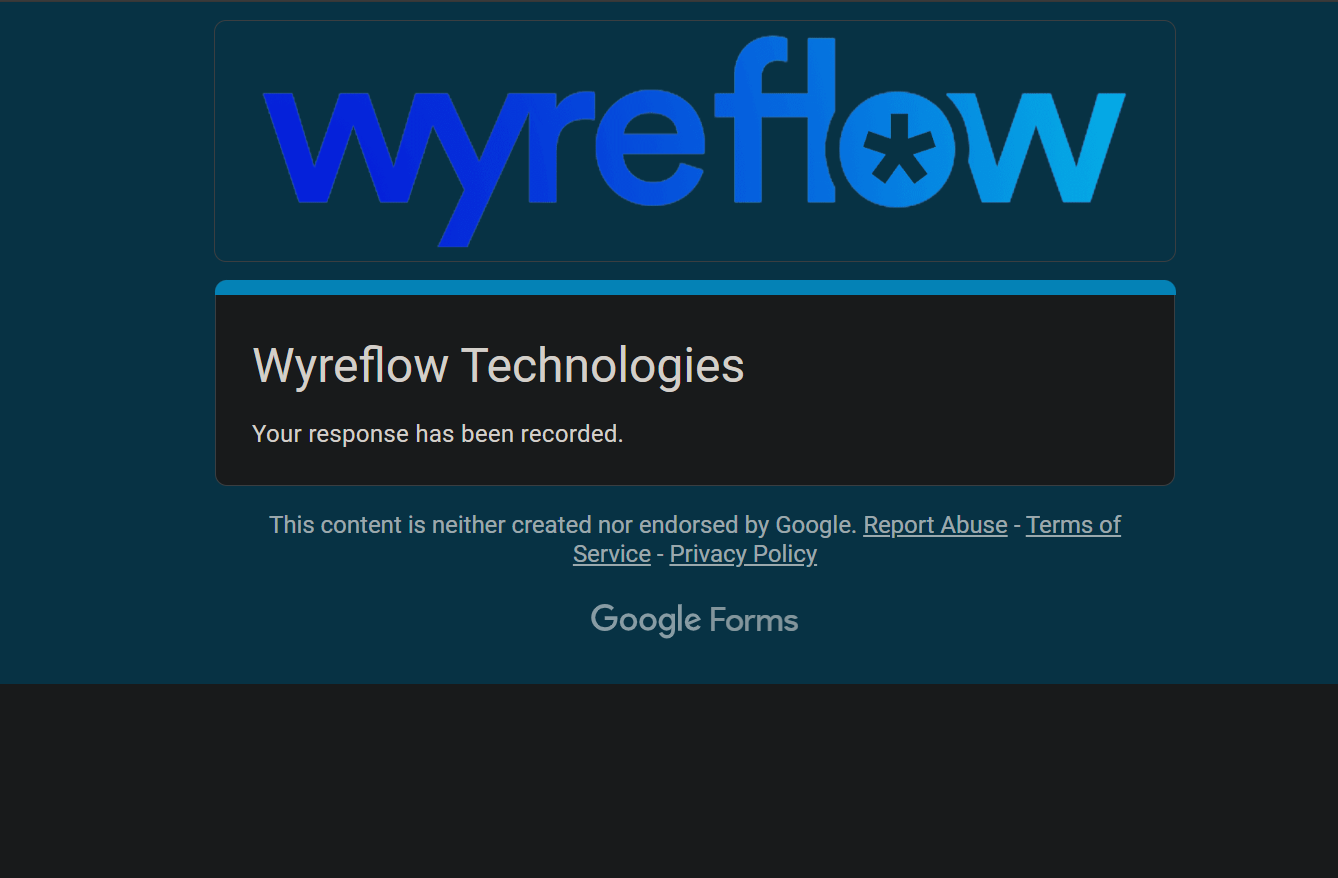 wyreflow
Wyreflow Technologies
Your response has been recorded.
This content is neither created nor endorsed by Google. Report Abuse - Terms of
Service - Privacy Policy
Google Forms